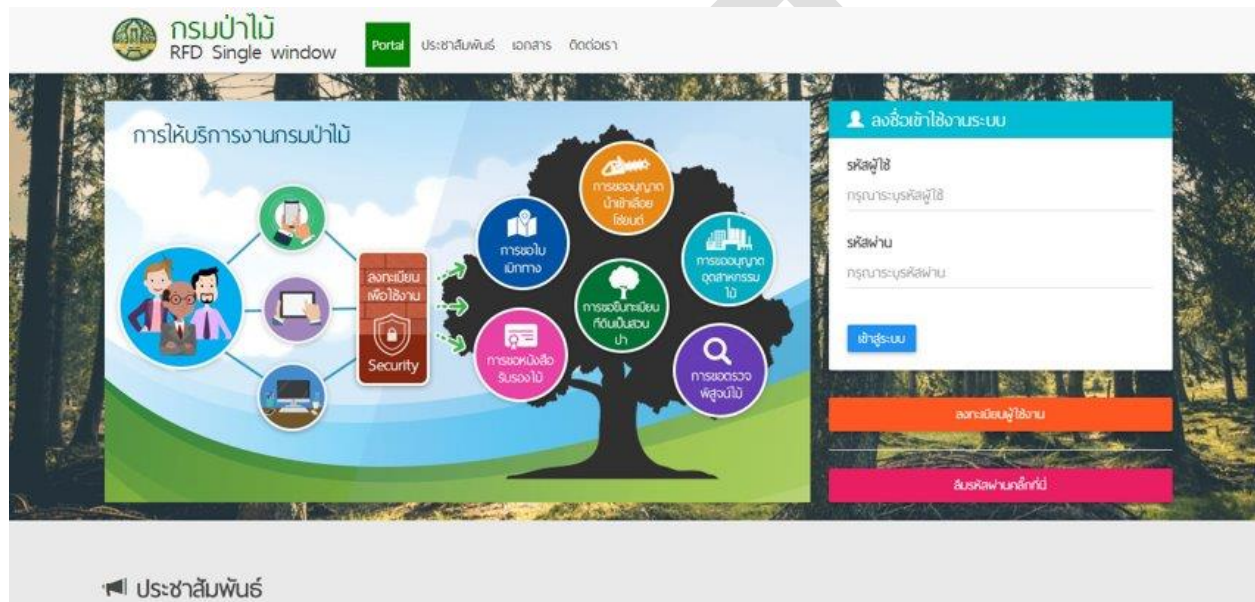 กรมป่าไม้
RFD Single window
Portal ประชาสัมพันธ์ เอกสาร ติดต่อเรา
การให้บริการงานกรมป่าไม้
ลงทะเบียน
เพื่อใช้งาน
Security
การขอใบ
เบิกทาง
การขออนุญาต
นำเข้าเลื่อย
โซ่ยนต์
การขออนุญาต
อุตสาหกรรม
ไม้
การขอขึ้นทะเบียน
ที่ดินเป็นสวน
ป่า
การขอหนังสือ
รับรองไม้
การขอตรวจ
พิสูจน์ไม้
ลงชื่อเข้าใช้งานระบบ
รหัสผู้ใช้
กรุณาระบุรหัสผู้ใช้
รหัสผ่าน
กรุณาระบุรหัสผ่าน
เข้าสู่ระบบ
ลงทะเบียนผู้ใช้งาน
ลืมรหัสผ่านคลิ๊กที่นี่
ประชาสัมพันธ์